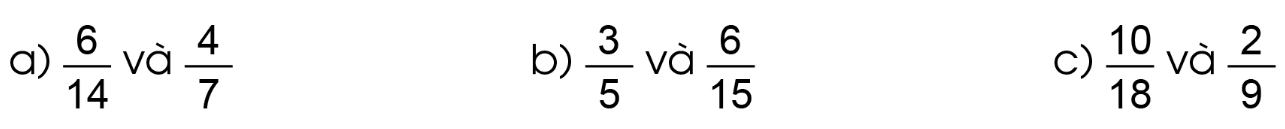 a) 6/14 và 4/7 b) 3/5 và 6/15 c) 10/18 và 2/9